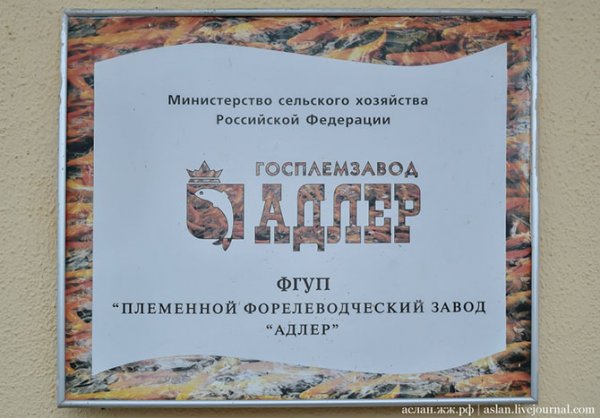 Министерство сельского хозяйства
Российской Федерации
ГОСПЛЕМЗАВОД
АДЛЕР
ФГУП
“ПЛЕМЕННОЙ ФОРЕЛЕВОДЧЕСКИЙ ЗАВОД
“АДЛЕР”
аслан.жж.рф | aslan.livejournal.com